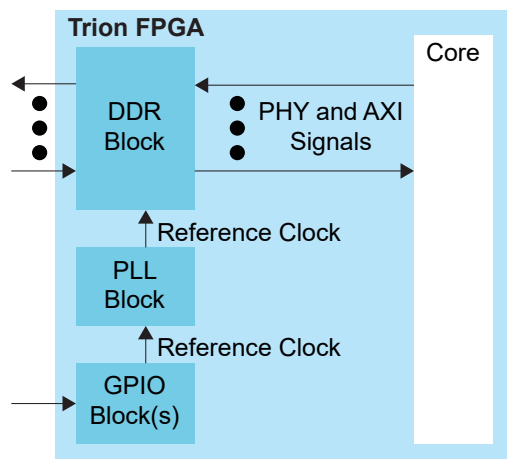 Trion FPGA
Core
DDR
Block
PHY and AXI
Signals
Reference Clock
PLL
Block
Reference Clock
GPIO
Block(s)